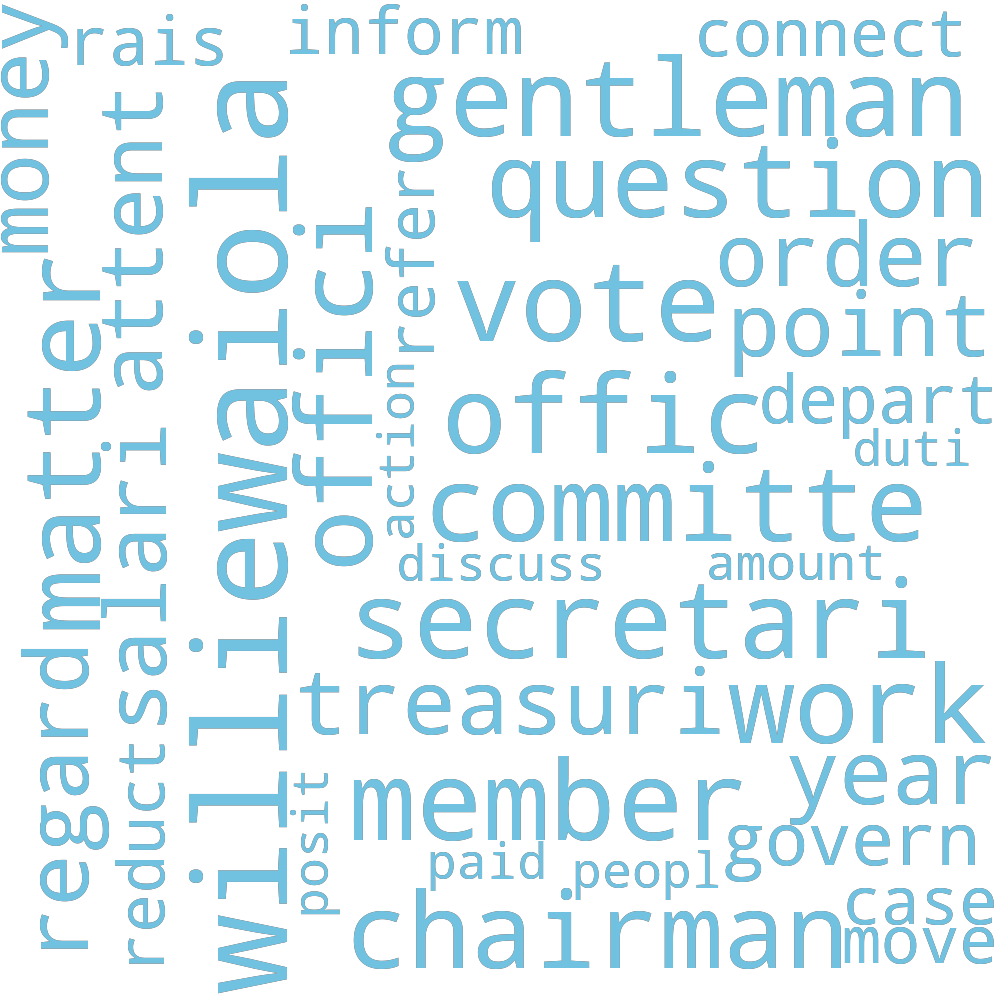 rais
inform
connect
money
attent
gentleman
question
order
refer
offici
williewaiola
vote
point
matter
salari
action
offic
depart
duti
committe
discuss
amount
secretari
regard
reduct
treasuri
work
posit
member
year
govern
paid
peopl
chairman
case
move